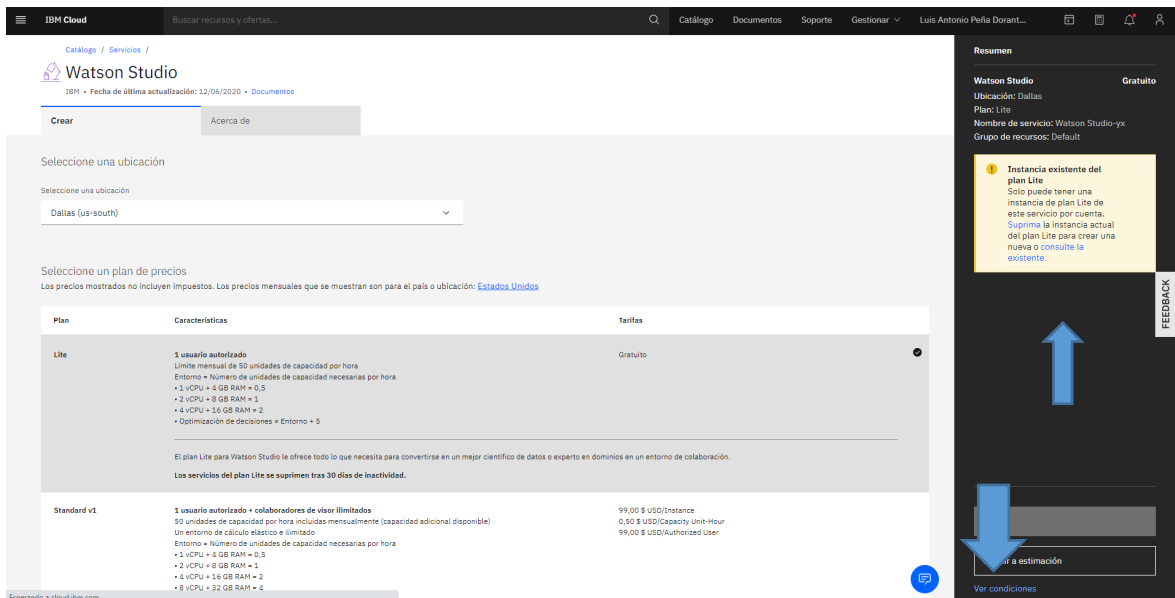 IBM Cloud
Buscar recursos y ofertas...
Catálogo
Documentos
Soporte
Gestionar
Luis Antonio Peña Dorant...
Catálogo / Servicios /
Watson Studio
IBM • Fecha de última actualización: 12/06/2020 • Documentos
Crear
Acerca de
Seleccione una ubicación
Seleccione una ubicación
Dallas (us-south)
Seleccione un plan de precios
Los precios mostrados no incluyen impuestos. Los precios mensuales que se muestran son para el país o ubicación: Estados Unidos
Plan
Características
Tarifas
Lite
1 usuario autorizado
Gratuito
Límite mensual de 50 unidades de capacidad por hora
Entorno = Número de unidades de capacidad necesarias por hora
• 1 vCPU + 4 GB RAM = 0,5
• 2 vCPU + 8 GB RAM = 1
• 4 vCPU + 16 GB RAM = 2
• Optimización de decisiones = Entorno + 5
El plan Lite para Watson Studio le ofrece todo lo que necesita para convertirse en un mejor científico de datos o experto en dominios en un entorno de colaboración.
Los servicios del plan Lite se suprimen tras 30 días de inactividad.
Standard v1
1 usuario autorizado + colaboradores de visor ilimitados
99,00 $ USD/Instance
50 unidades de capacidad por hora incluidas mensualmente (capacidad adicional disponible)
0,50 $ USD/Capacity Unit-Hour
Un entorno de cálculo elástico e ilimitado
99,00 $ USD/Authorized User
Entorno = Número de unidades de capacidad necesarias por hora
• 1 vCPU + 4 GB RAM = 0,5
• 2 vCPU + 8 GB RAM = 1
• 4 vCPU + 16 GB RAM = 2
• 8 vCPU + 32 GB RAM = 4
Esperando a cloud.ibm.com
Resumen
Watson Studio
Gratuito
Ubicación: Dallas
Plan: Lite
Nombre de servicio: Watson Studio-yx
Grupo de recursos: Default
Instancia existente del
plan Lite
Solo puede tener una
instancia de plan Lite de
este servicio por cuenta.
Suprima la instancia actual
del plan Lite para crear una
nueva o consulte la
existente.
FEEDBACK
a estimación
Ver condiciones